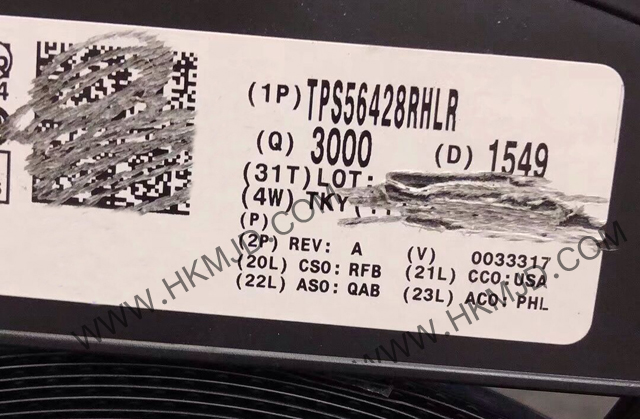 (1P) TPS56428RHLR
(Q) 3000 (D) 1549
(31T) LOT:
(4W) TKY
(P)
(2P) REV: A (V) 0033317
(20L) CSO: RFB (21L) CCO: USA
(22L) ASO: QAB (23L) ACO: PHL
WWW.HKMJD.COM
WWW.HKMJD.COM